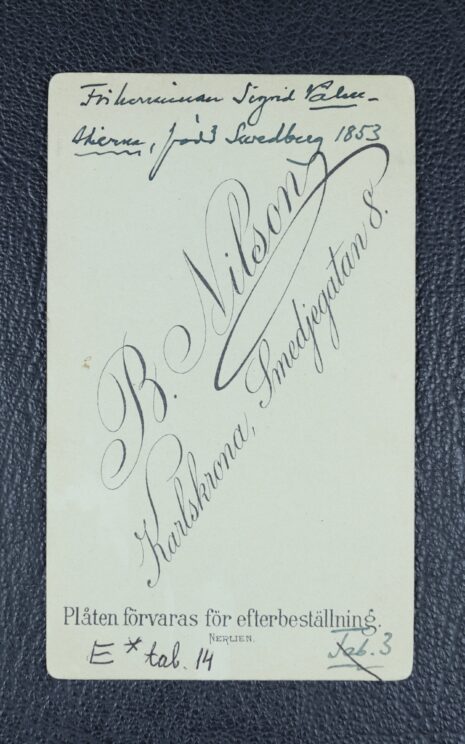 Friherrinnan Sigrid Palm-
stierna, född Swedberg 1853
B. Nilson
Karlskrona, Smedjegatan 8.
Plåten förvaras för efterbeställning.
NERLIEN.
E* tab. 14
Tab. 3